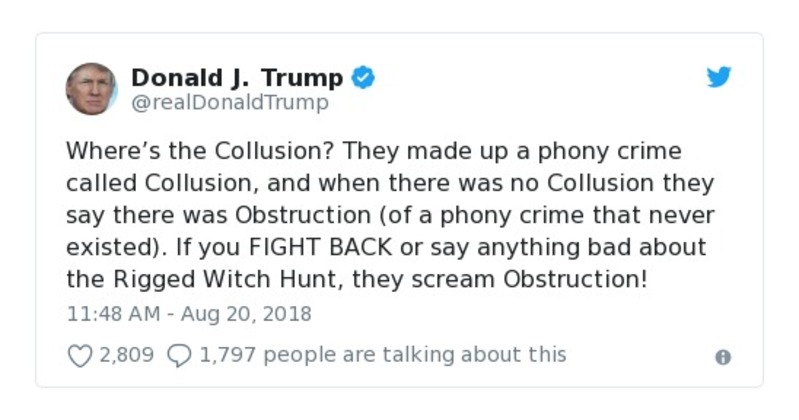 Donald J. Trump
@realDonaldTrump
Where’s the Collusion? They made up a phony crime
called Collusion, and when there was no Collusion they
say there was Obstruction (of a phony crime that never
existed). If you FIGHT BACK or say anything bad about
the Rigged Witch Hunt, they scream Obstruction!
11:48 AM - Aug 20, 2018
2,809 1,797 people are talking about this